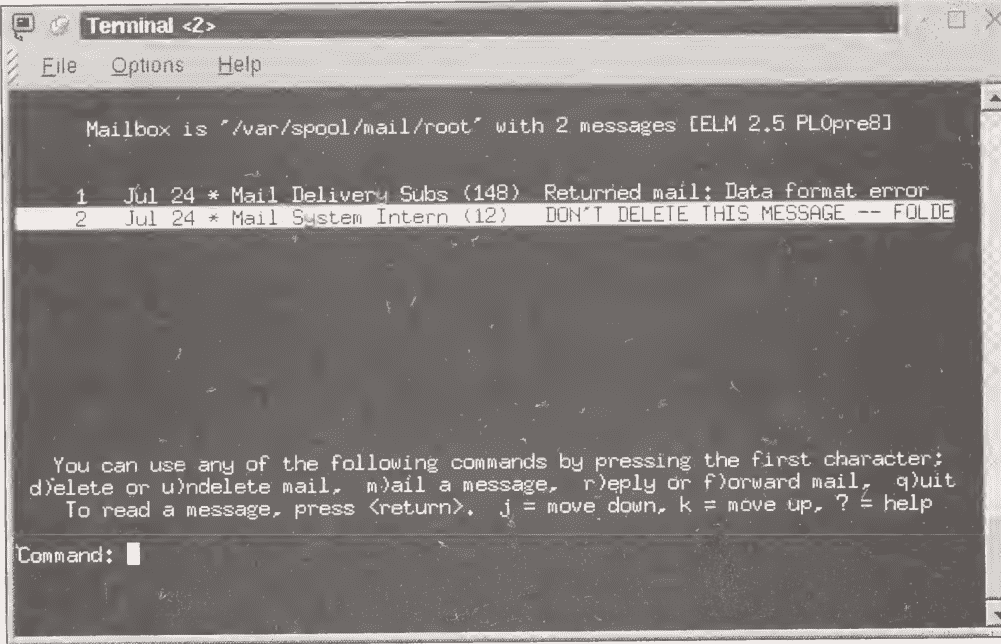 Terminal <2>
File Options Help
Mailbox is "/var/spool/mail/root" with 2 messages [ELM 2.5 PL0pre8]
1 Jul 24 * Mail Delivery Subs (148) Returned mail: Data format error
2 Jul 24 * Mail System Intern (12) DON'T DELETE THIS MESSAGE -- FOLDE
You can use any of the following commands by pressing the first character;
d)elete or u)ndelete mail, m)ail a message, r)eply or f)orward mail, q)uit
To read a message, press <return>. j = move down, k = move up, ? = help
Command: